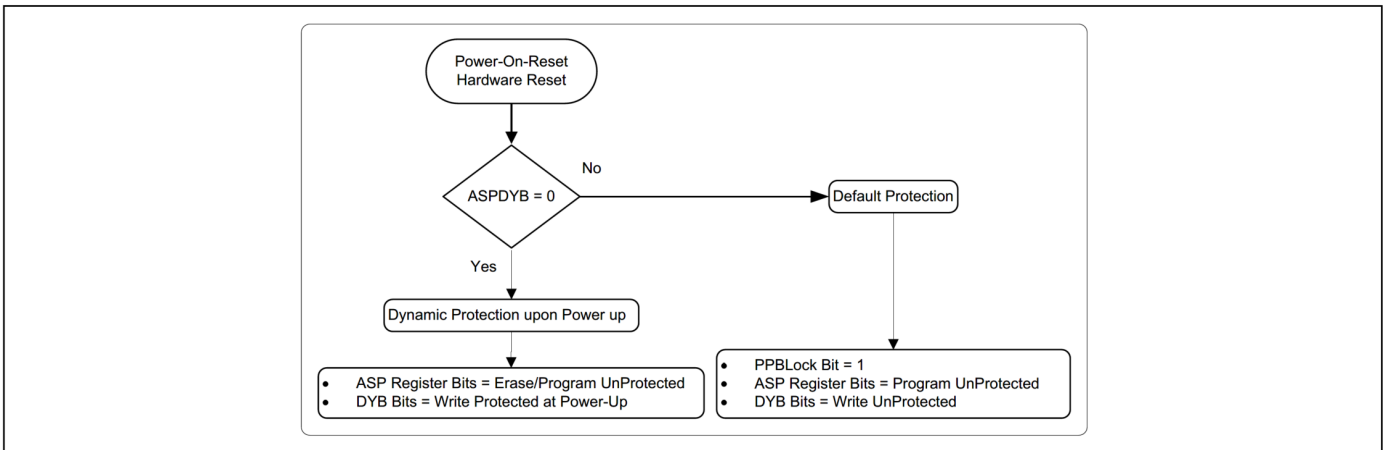 Power-On-Reset
Hardware Reset
ASPDYB = 0
No
Default Protection
Yes
Dynamic Protection upon Power up
• ASP Register Bits = Erase/Program UnProtected
• DYB Bits = Write Protected at Power-Up
• PPBLock Bit = 1
• ASP Register Bits = Program UnProtected
• DYB Bits = Write UnProtected